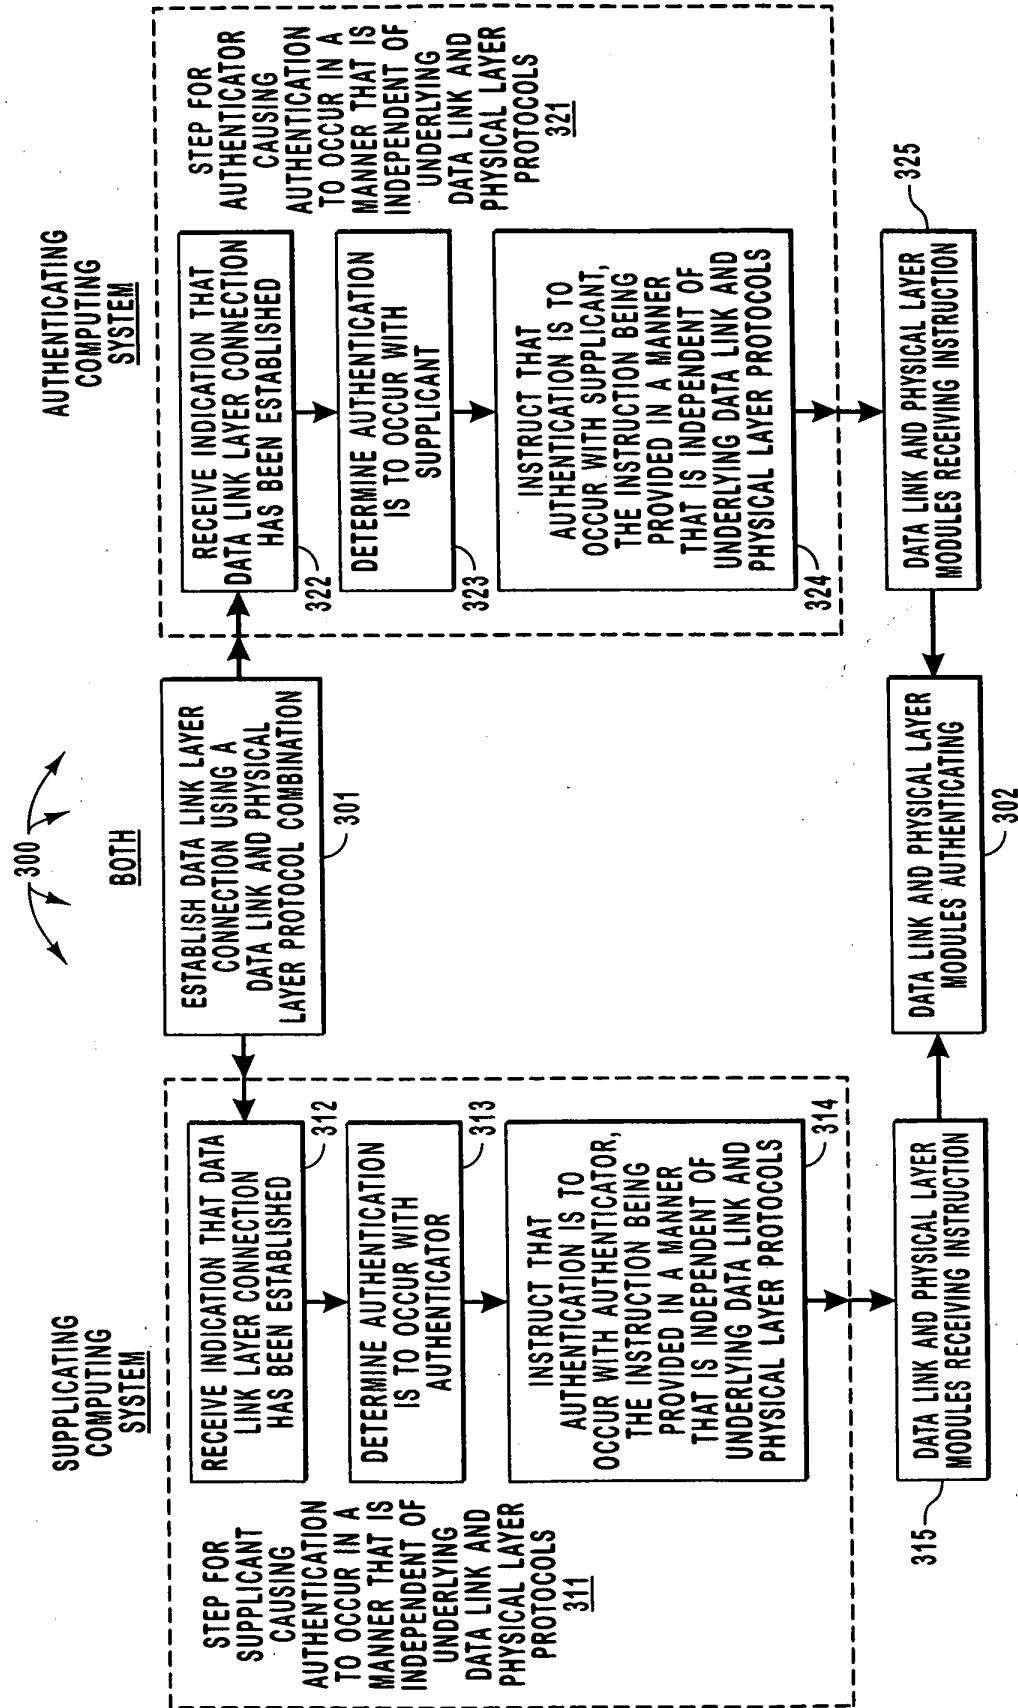 300
SUPPLICATING
COMPUTING
SYSTEM
BOTH
AUTHENTICATING
COMPUTING
SYSTEM
ESTABLISH DATA LINK LAYER
CONNECTION USING A
DATA LINK AND PHYSICAL
LAYER PROTOCOL COMBINATION
301
STEP FOR
SUPPLICANT
CAUSING
AUTHENTICATION
TO OCCUR IN A
MANNER THAT IS
INDEPENDENT OF
UNDERLYING
DATA LINK AND
PHYSICAL LAYER
PROTOCOLS
311
RECEIVE INDICATION THAT DATA
LINK LAYER CONNECTION
HAS BEEN ESTABLISHED
312
DETERMINE AUTHENTICATION
IS TO OCCUR WITH
AUTHENTICATOR
313
INSTRUCT THAT
AUTHENTICATION IS TO
OCCUR WITH AUTHENTICATOR,
THE INSTRUCTION BEING
PROVIDED IN A MANNER
THAT IS INDEPENDENT OF
UNDERLYING DATA LINK AND
PHYSICAL LAYER PROTOCOLS
314
RECEIVE INDICATION THAT
DATA LINK LAYER CONNECTION
HAS BEEN ESTABLISHED
322
DETERMINE AUTHENTICATION
IS TO OCCUR WITH
SUPPLICANT
323
INSTRUCT THAT
AUTHENTICATION IS TO
OCCUR WITH SUPPLICANT,
THE INSTRUCTION BEING
PROVIDED IN A MANNER
THAT IS INDEPENDENT OF
UNDERLYING DATA LINK AND
PHYSICAL LAYER PROTOCOLS
324
STEP FOR
AUTHENTICATOR
CAUSING
AUTHENTICATION
TO OCCUR IN A
MANNER THAT IS
INDEPENDENT OF
UNDERLYING
DATA LINK AND
PHYSICAL LAYER
PROTOCOLS
321
DATA LINK AND PHYSICAL LAYER
MODULES RECEIVING INSTRUCTION
315
DATA LINK AND PHYSICAL LAYER
MODULES AUTHENTICATING
302
DATA LINK AND PHYSICAL LAYER
MODULES RECEIVING INSTRUCTION
325